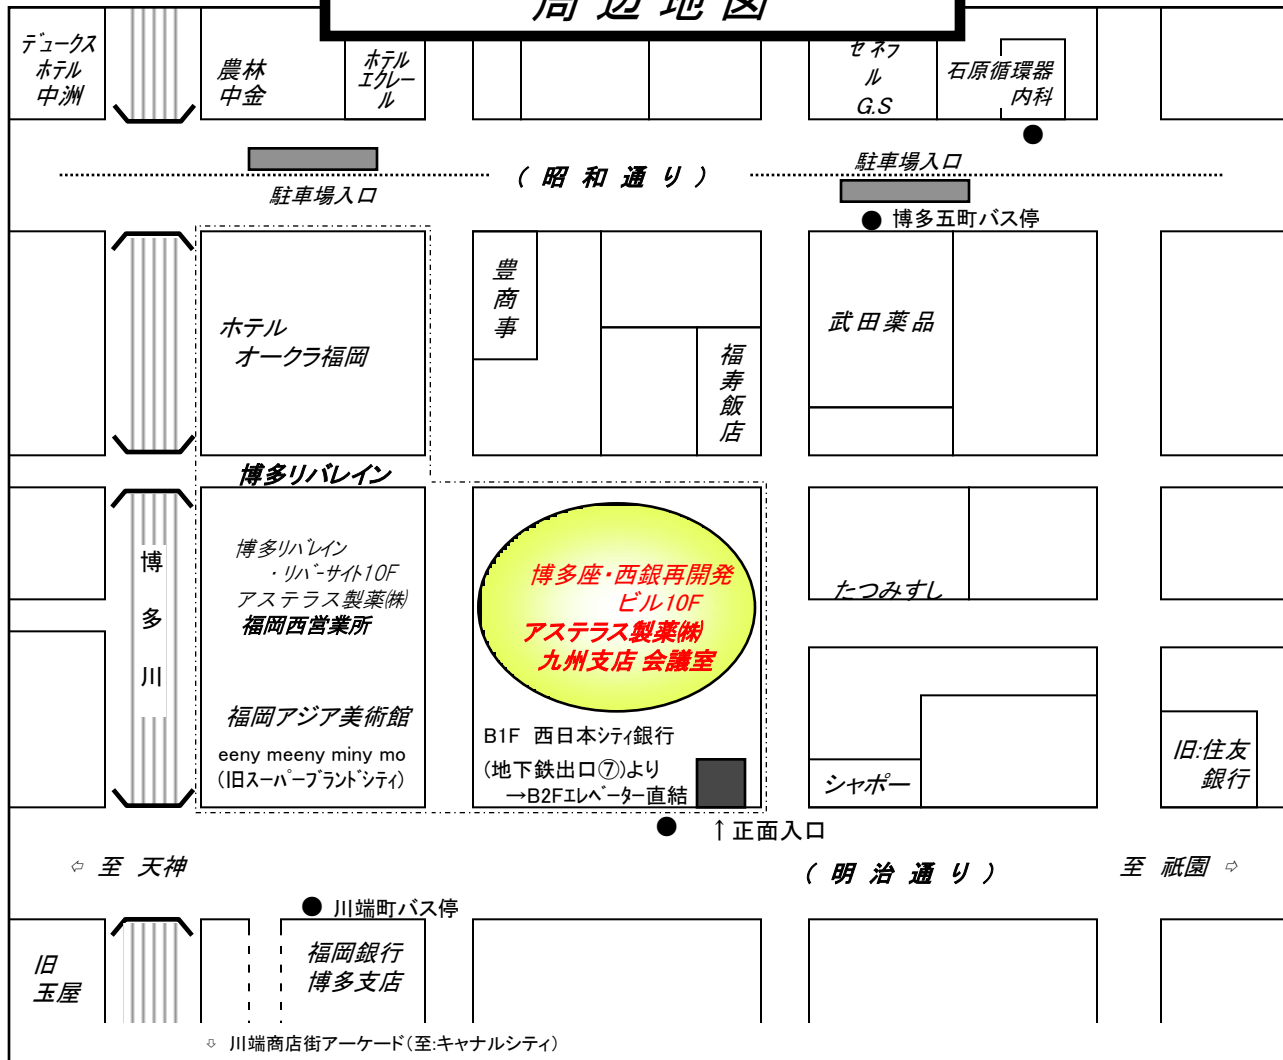 周辺地図
デュークス
ホテル
中洲
農林
中金
ホテル
エクレー
ル
セネフ
ル
G.S
石原循環器
内科
駐車場入口
(昭和通り)
駐車場入口
博多五町バス停
ホテル
オークラ福岡
豊
商
事
福
寿
飯
店
武田薬品
博多リバレイン
博
多
川
博多リバレイン
・リバーサイト10F
アステラス製薬㈱
福岡西営業所
博多座・西銀再開発
ビル10F
アステラス製薬㈱
九州支店 会議室
たつみすし
福岡アジア美術館
eeny meeny miny mo
(旧スーパーブランドシティ)
B1F 西日本シティ銀行
(地下鉄出口⑦)より
→B2Fエレベーター直結
シャポー
旧:住友
銀行
↑正面入口
⇦ 至 天神
(明治通り)
至 祇園 ⇨
川端町バス停
旧
玉屋
福岡銀行
博多支店
⇩ 川端商店街アーケード(至:キャナルシティ)